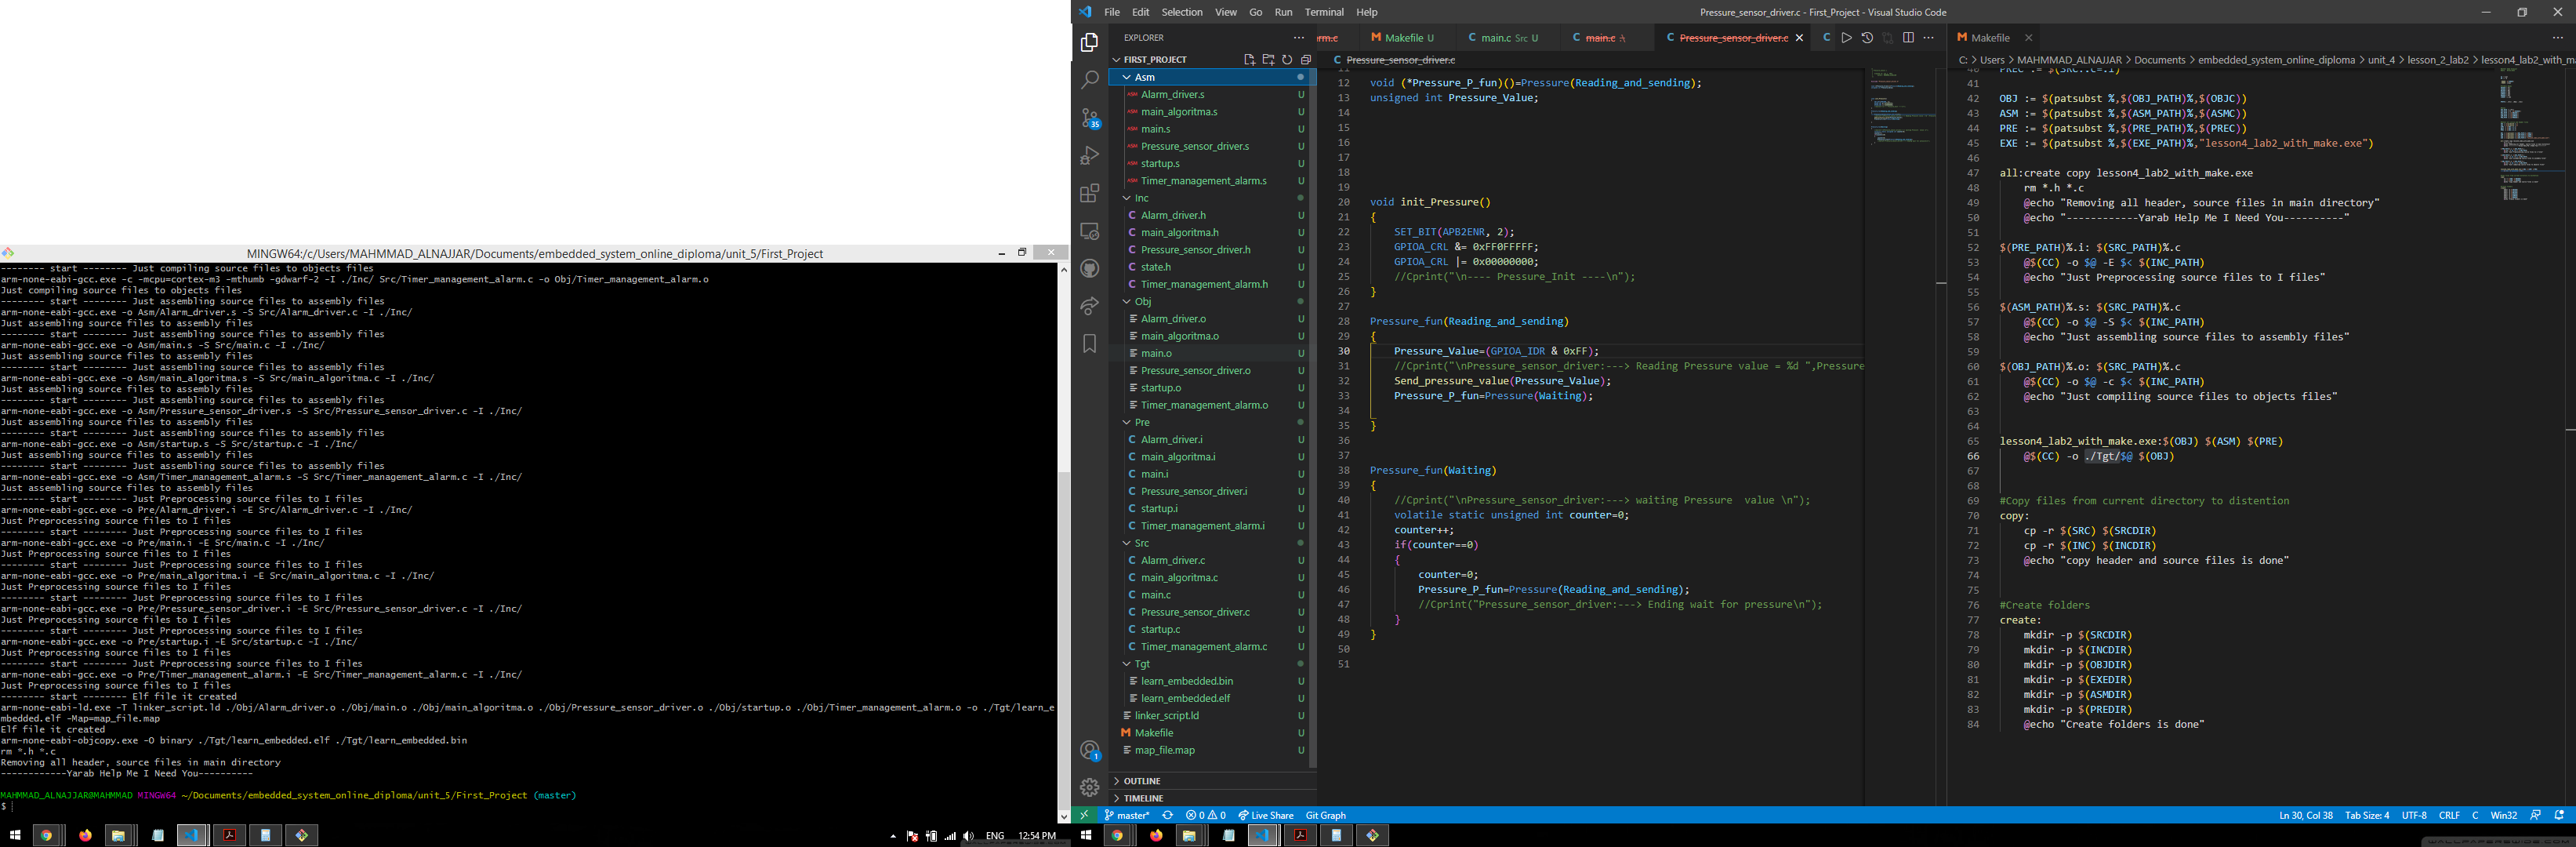 MINGW64:/c/Users/MAHMMAD_ALNAJJAR/Documents/embedded_system_online_diploma/unit_5/First_Project
-------- start -------- Just compiling source files to objects files
arm-none-eabi-gcc.exe -c -mcpu=cortex-m3 -mthumb -gdwarf-2 -I ./Inc/ Src/Timer_management_alarm.c -o Obj/Timer_management_alarm.o
Just compiling source files to objects files
-------- start -------- Just assembling source files to assembly files
arm-none-eabi-gcc.exe -o Asm/Alarm_driver.s -S Src/Alarm_driver.c -I ./Inc/
Just assembling source files to assembly files
-------- start -------- Just assembling source files to assembly files
arm-none-eabi-gcc.exe -o Asm/main.s -S Src/main.c -I ./Inc/
Just assembling source files to assembly files
-------- start -------- Just assembling source files to assembly files
arm-none-eabi-gcc.exe -o Asm/main_algoritma.s -S Src/main_algoritma.c -I ./Inc/
Just assembling source files to assembly files
-------- start -------- Just assembling source files to assembly files
arm-none-eabi-gcc.exe -o Asm/Pressure_sensor_driver.s -S Src/Pressure_sensor_driver.c -I ./Inc/
Just assembling source files to assembly files
-------- start -------- Just assembling source files to assembly files
arm-none-eabi-gcc.exe -o Asm/startup.s -S Src/startup.c -I ./Inc/
Just assembling source files to assembly files
-------- start -------- Just assembling source files to assembly files
arm-none-eabi-gcc.exe -o Asm/Timer_management_alarm.s -S Src/Timer_management_alarm.c -I ./Inc/
Just assembling source files to assembly files
-------- start -------- Just Preprocessing source files to I files
arm-none-eabi-gcc.exe -o Pre/Alarm_driver.i -E Src/Alarm_driver.c -I ./Inc/
Just Preprocessing source files to I files
-------- start -------- Just Preprocessing source files to I files
arm-none-eabi-gcc.exe -o Pre/main.i -E Src/main.c -I ./Inc/
Just Preprocessing source files to I files
-------- start -------- Just Preprocessing source files to I files
arm-none-eabi-gcc.exe -o Pre/main_algoritma.i -E Src/main_algoritma.c -I ./Inc/
Just Preprocessing source files to I files
-------- start -------- Just Preprocessing source files to I files
arm-none-eabi-gcc.exe -o Pre/Pressure_sensor_driver.i -E Src/Pressure_sensor_driver.c -I ./Inc/
Just Preprocessing source files to I files
-------- start -------- Just Preprocessing source files to I files
arm-none-eabi-gcc.exe -o Pre/startup.i -E Src/startup.c -I ./Inc/
Just Preprocessing source files to I files
-------- start -------- Just Preprocessing source files to I files
arm-none-eabi-gcc.exe -o Pre/Timer_management_alarm.i -E Src/Timer_management_alarm.c -I ./Inc/
Just Preprocessing source files to I files
-------- start -------- Elf file it created
arm-none-eabi-ld.exe -T linker_script.ld ./Obj/Alarm_driver.o ./Obj/main.o ./Obj/main_algoritma.o ./Obj/Pressure_sensor_driver.o ./Obj/startup.o ./Obj/Timer_management_alarm.o -o ./Tgt/learn_e
mbedded.elf -Map=map_file.map
Elf file it created
arm-none-eabi-objcopy.exe -O binary ./Tgt/learn_embedded.elf ./Tgt/learn_embedded.bin
rm *.h *.c
Removing all header, source files in main directory
------------Yarab Help Me I Need You----------
MAHMMAD_ALNAJJAR@MAHMMAD MINGW64 ~/Documents/embedded_system_online_diploma/unit_5/First_Project (master)
$
ENG 12:54 PM
File Edit Selection View Go Run Terminal Help
Pressure_sensor_driver.c - First_Project - Visual Studio Code
EXPLORER
FIRST_PROJECT
Asm
Alarm_driver.s U
main_algoritma.s U
main.s U
Pressure_sensor_driver.s U
startup.s U
Timer_management_alarm.s U
Inc
Alarm_driver.h U
main_algoritma.h U
Pressure_sensor_driver.h U
state.h U
Timer_management_alarm.h U
Obj
Alarm_driver.o U
main_algoritma.o U
main.o U
Pressure_sensor_driver.o U
startup.o U
Timer_management_alarm.o U
Pre
Alarm_driver.i U
main_algoritma.i U
main.i U
Pressure_sensor_driver.i U
startup.i U
Timer_management_alarm.i U
Src
Alarm_driver.c U
main_algoritma.c U
main.c U
Pressure_sensor_driver.c U
startup.c U
Timer_management_alarm.c U
Tgt
learn_embedded.bin U
learn_embedded.elf U
linker_script.ld U
Makefile U
map_file.map U
OUTLINE
TIMELINE
35
1
rm.c Makefile U main.c Src U main.c Pressure_sensor_driver.c
Pressure_sensor_driver.c
11
12 void (*Pressure_P_fun)()=Pressure(Reading_and_sending);
13 unsigned int Pressure_Value;
14
15
16
17
18
19
20 void init_Pressure()
21 {
22 SET_BIT(APB2ENR, 2);
23 GPIOA_CRL &= 0xFF0FFFFF;
24 GPIOA_CRL |= 0x00000000;
25 //Cprint("\n---- Pressure_Init ----\n");
26 }
27
28 Pressure_fun(Reading_and_sending)
29 {
30 Pressure_Value=(GPIOA_IDR & 0xFF);
31 //Cprint("\nPressure_sensor_driver:---> Reading Pressure value = %d ",Pressure
32 Send_pressure_value(Pressure_Value);
33 Pressure_P_fun=Pressure(Waiting);
34
35 }
36
37
38 Pressure_fun(Waiting)
39 {
40 //Cprint("\nPressure_sensor_driver:---> waiting Pressure  value \n");
41 volatile static unsigned int counter=0;
42 counter++;
43 if(counter==0)
44 {
45 counter=0;
46 Pressure_P_fun=Pressure(Reading_and_sending);
47 //Cprint("Pressure_sensor_driver:---> Ending wait for pressure\n");
48 }
49 }
50
51
Makefile
C: > Users > MAHMMAD_ALNAJJAR > Documents > embedded_system_online_diploma > unit_4 > lesson_2_lab2 > lesson4_lab2_with_ma
40 PREC := $(SRC:.c=.i)
41
42 OBJ := $(patsubst %,$(OBJ_PATH)%,$(OBJC))
43 ASM := $(patsubst %,$(ASM_PATH)%,$(ASMC))
44 PRE := $(patsubst %,$(PRE_PATH)%,$(PREC))
45 EXE := $(patsubst %,$(EXE_PATH)%,"lesson4_lab2_with_make.exe")
46
47 all:create copy lesson4_lab2_with_make.exe
48 rm *.h *.c
49 @echo "Removing all header, source files in main directory"
50 @echo "------------Yarab Help Me I Need You----------"
51
52 $(PRE_PATH)%.i: $(SRC_PATH)%.c
53 @$(CC) -o $@ -E $< $(INC_PATH)
54 @echo "Just Preprocessing source files to I files"
55
56 $(ASM_PATH)%.s: $(SRC_PATH)%.c
57 @$(CC) -o $@ -S $< $(INC_PATH)
58 @echo "Just assembling source files to assembly files"
59
60 $(OBJ_PATH)%.o: $(SRC_PATH)%.c
61 @$(CC) -o $@ -c $< $(INC_PATH)
62 @echo "Just compiling source files to objects files"
63
64
65 lesson4_lab2_with_make.exe:$(OBJ) $(ASM) $(PRE)
66 @$(CC) -o ./Tgt/$@ $(OBJ)
67
68
69 #Copy files from current directory to distention
70 copy:
71 cp -r $(SRC) $(SRCDIR)
72 cp -r $(INC) $(INCDIR)
73 @echo "copy header and source files is done"
74
75
76 #Create folders
77 create:
78 mkdir -p $(SRCDIR)
79 mkdir -p $(INCDIR)
80 mkdir -p $(OBJDIR)
81 mkdir -p $(EXEDIR)
82 mkdir -p $(ASMDIR)
83 mkdir -p $(PREDIR)
84 @echo "Create folders is done"
master* 0 0 Live Share Git Graph
Ln 30, Col 38 Tab Size: 4 UTF-8 CRLF C Win32